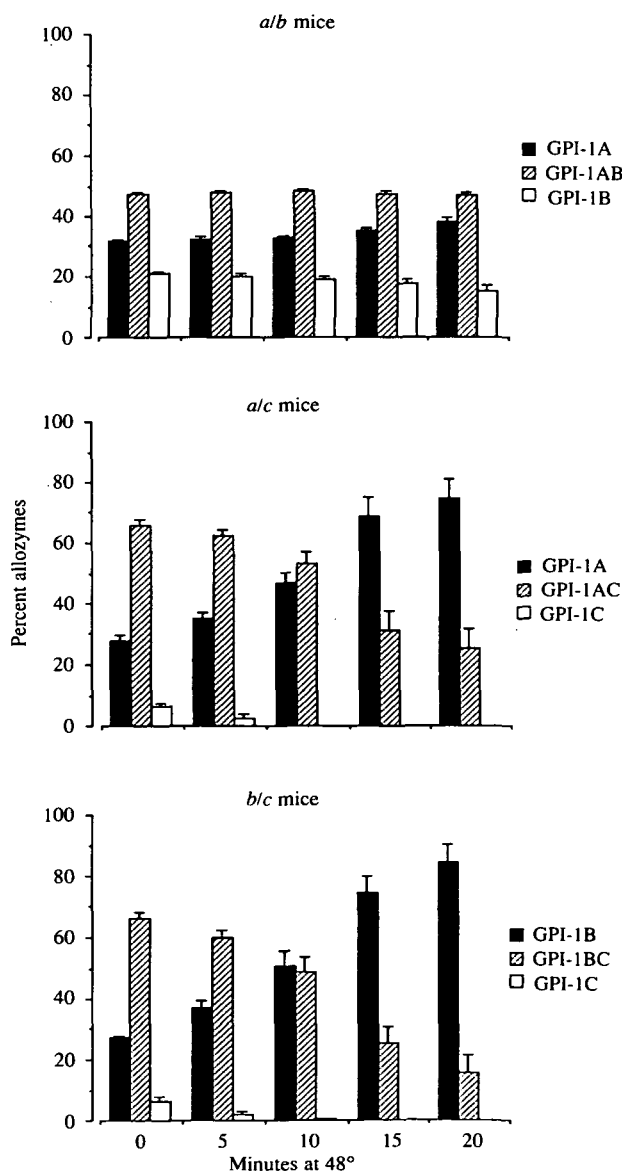 a/b mice
100
80
60
40
20
0
GPI-1A
GPI-1AB
GPI-1B
a/c mice
100
80
60
40
20
0
GPI-1A
GPI-1AC
GPI-1C
Percent allozymes
b/c mice
100
80
60
40
20
0
GPI-1B
GPI-1BC
GPI-1C
0 5 10 15 20
Minutes at 48°